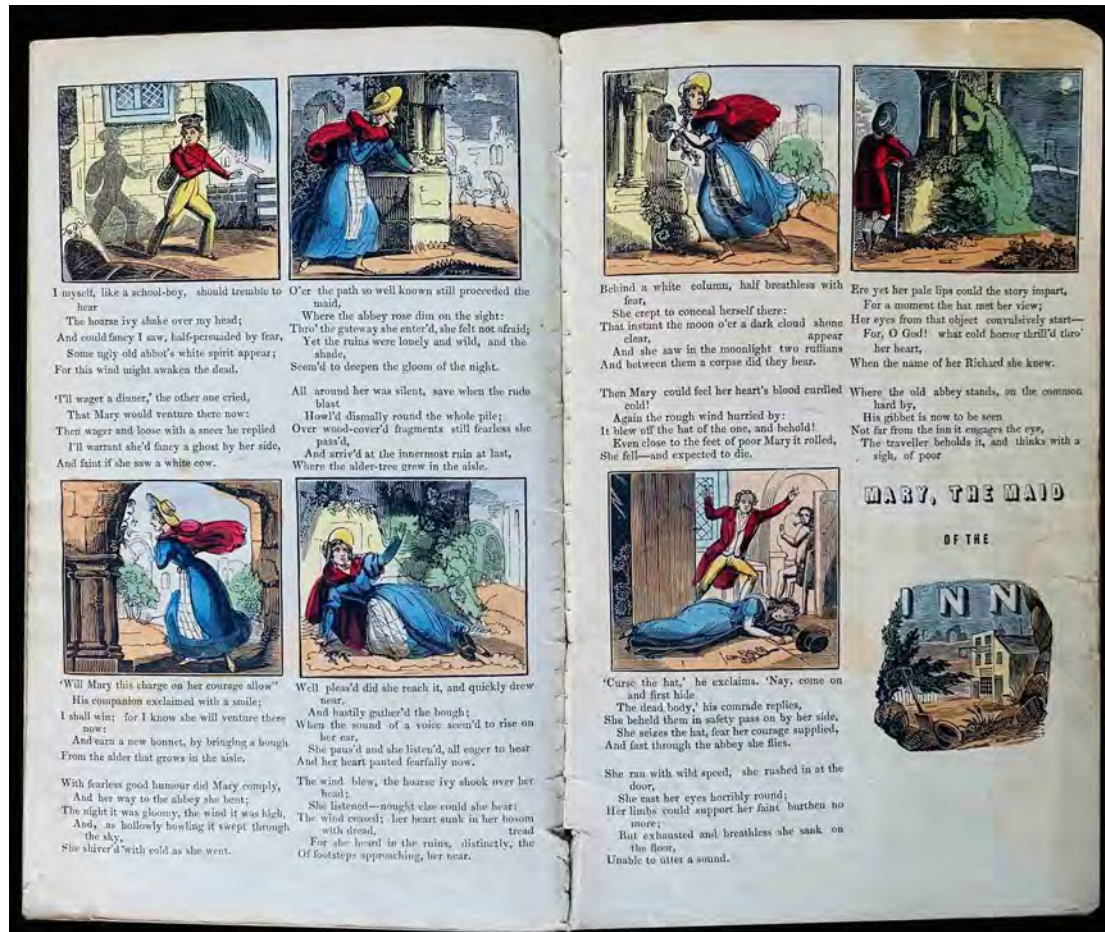 I myself, like a school-boy, should tremble to
hear
The hoarse ivy shake over my head;
And could fancy I saw, half-persuaded by fear,
Some ugly old abbot's white spirit appear;
For this wind might awaken the dead.
'I'll wager a dinner,' the other one cried,
That Mary would venture there now:
Then wager and loose with a sneer he replied
I'll warrant she'd fancy a ghost by her side,
And faint if she saw a white cow.
'Will Mary this charge on her courage allow"
His companion exclaimed with a smile;
I shall win; for I know she will venture there
now:
And earn a new bonnet, by bringing a bough
From the alder that grows in the aisle.
With fearless good humour did Mary comply,
And her way to the abbey she bent;
The night it was gloomy, the wind it was high,
And, as hollowly howling it swept through
the sky,
She shiver'd with cold as she went.
O'er the path so well known still proceeded the
maid,
Where the abbey rose dim on the sight:
Thro' the gateway she enter'd, she felt not afraid;
Yet the ruins were lonely and wild, and the
shade,
Seem'd to deepen the gloom of the night.
All around her was silent, save when the rude
blast
Howl'd dismally round the whole pile;
Over wood-cover'd fragments still fearless she
pass'd,
And arriv'd at the innermost ruin at last,
Where the alder-tree grew in the aisle.
Well pleas'd did she reach it, and quickly drew
near,
And hastily gather'd the bough;
When the sound of a voice seem'd to rise on
her ear,
She paus'd and she listen'd, all eager to hear
And her heart panted fearfully now.
The wind blew, the hoarse ivy shook over her
head;
She listened—nought else could she hear:
The wind ceased; her heart sunk in her bosom
with dread, tread
For she heard in the ruins, distinctly, the
Of footsteps approaching, her near.
Behind a white column, half breathless with
fear,
She crept to conceal herself there:
That instant the moon o'er a dark cloud shone
clear, appear
And she saw in the moonlight two ruffians
And between them a corpse did they bear.
Then Mary could feel her heart's blood curdled
cold!
Again the rough wind hurried by:
It blew off the hat of the one, and behold!
Even close to the feet of poor Mary it rolled,
She fell—and expected to die.
'Curse the hat,' he exclaims. 'Nay, come on
and first hide
The dead body,' his comrade replies,
She beheld them in safety pass on by her side,
She seizes the hat, fear her courage supplied,
And fast through the abbey she flies.
She ran with wild speed, she rushed in at the
door,
She cast her eyes horribly round;
Her limbs could support her faint burthen no
more;
But exhausted and breathless she sank on
the floor,
Unable to utter a sound.
Ere yet her pale lips could the story impart,
For a moment the hat met her view;
Her eyes from that object convulsively start—
For, O God! what cold horror thrill'd thro'
her heart,
When the name of her Richard she knew.
Where the old abbey stands, on the common
hard by,
His gibbet is now to be seen
Not far from the inn it engages the eye,
The traveller beholds it, and thinks with a
sigh, of poor
MARY, THE MAID
OF THE
INN